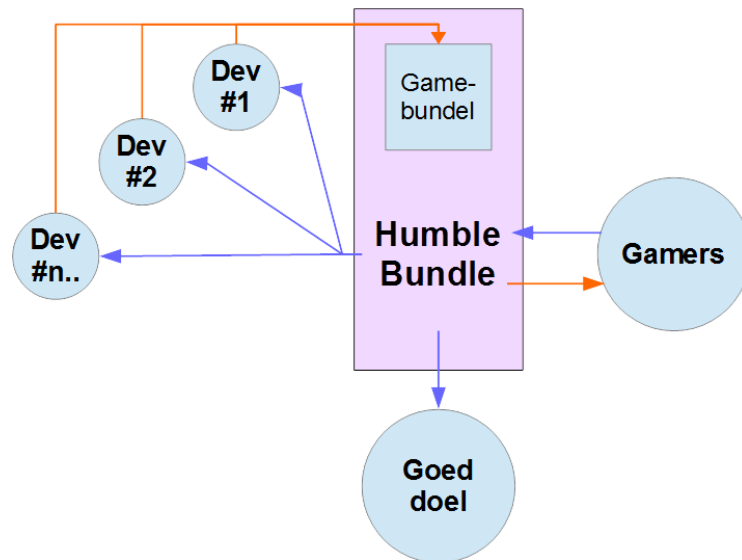 Dev
#1
Game-
bundel
Dev
#2
Dev
#n..
Humble
Bundle
Gamers
Goed
doel